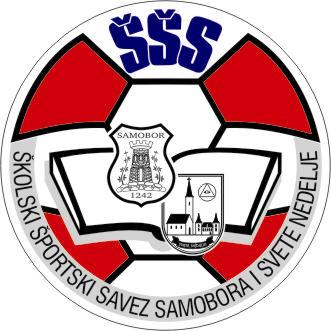 ŠŠS
SAMOBOR
1242
ŠKOLSKI ŠPORTSKI SAVEZ SAMOBORA I SVETE NEDELJE